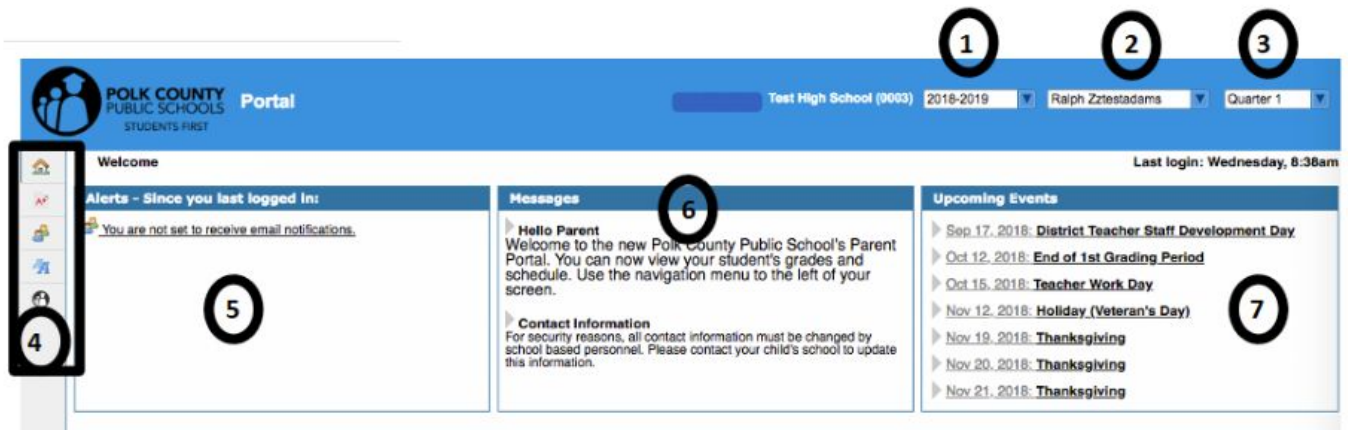 1
2
3
POLK COUNTY
PUBLIC SCHOOLS
STUDENTS FIRST
Portal
Test High School (0003) 2018-2019 Ralph Zztestadams Quarter 1
Welcome
Last login: Wednesday, 8:38am
Alerts - Since you last logged in:
You are not set to receive email notifications.
5
4
Messages
6
Hello Parent
Welcome to the new Polk County Public School's Parent
Portal. You can now view your student's grades and
schedule. Use the navigation menu to the left of your
screen.
Contact Information
For security reasons, all contact information must be changed by
school based personnel. Please contact your child's school to update
this information.
Upcoming Events
Sep 17, 2018: District Teacher Staff Development Day
Oct 12, 2018: End of 1st Grading Period
Oct 15, 2018: Teacher Work Day
Nov 12, 2018: Holiday (Veteran's Day)
Nov 19, 2018: Thanksgiving
Nov 20, 2018: Thanksgiving
Nov 21, 2018: Thanksgiving
7